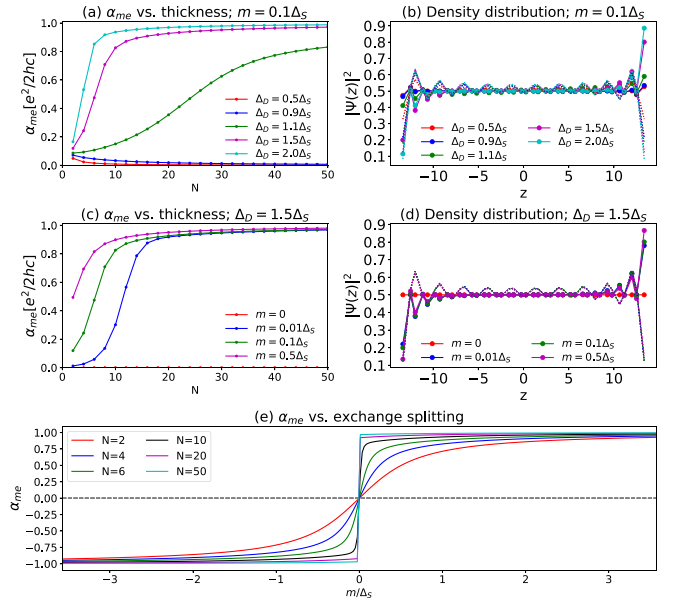 (a) α_me vs. thickness; m = 0.1Δ_S
α_me[e²/2hc]
1.0
0.8
0.6
0.4
0.2
0.0
0 10 20 30 40 50
N
Δ_D = 0.5Δ_S
Δ_D = 0.9Δ_S
Δ_D = 1.1Δ_S
Δ_D = 1.5Δ_S
Δ_D = 2.0Δ_S
(b) Density distribution; m = 0.1Δ_S
|Ψ(z)|²
0.9
0.8
0.7
0.6
0.5
0.4
0.3
0.2
0.1
−10 −5 0 5 10
z
Δ_D = 0.5Δ_S
Δ_D = 0.9Δ_S
Δ_D = 1.1Δ_S
Δ_D = 1.5Δ_S
Δ_D = 2.0Δ_S
(c) α_me vs. thickness; Δ_D = 1.5Δ_S
α_me[e²/2hc]
1.0
0.8
0.6
0.4
0.2
0.0
0 10 20 30 40 50
N
m = 0
m = 0.01Δ_S
m = 0.1Δ_S
m = 0.5Δ_S
(d) Density distribution; Δ_D = 1.5Δ_S
|Ψ(z)|²
0.9
0.8
0.7
0.6
0.5
0.4
0.3
0.2
0.1
−10 −5 0 5 10
z
m = 0
m = 0.01Δ_S
m = 0.1Δ_S
m = 0.5Δ_S
(e) α_me vs. exchange splitting
α_me
1.00
0.75
0.50
0.25
0.00
−0.25
−0.50
−0.75
−1.00
N=2
N=4
N=6
N=10
N=20
N=50
−3 −2 −1 0 1 2 3
m/Δ_S